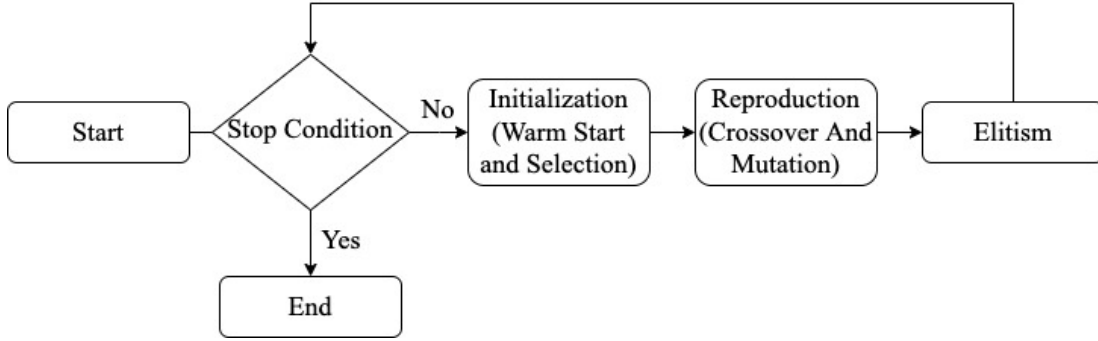 Start
Stop Condition
No
Initialization
(Warm Start
and Selection)
Reproduction
(Crossover And
Mutation)
Elitism
Yes
End